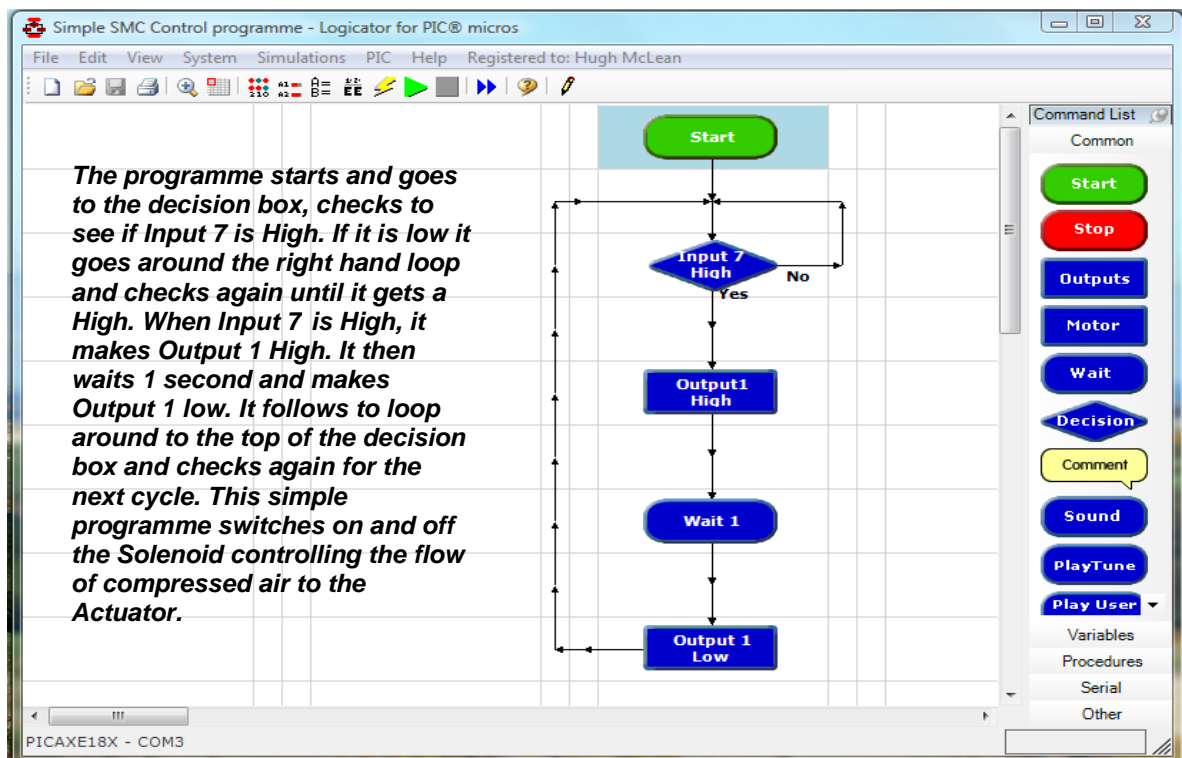 Simple SMC Control programme - Logicator for PIC® micros
File Edit View System Simulations PIC Help Registered to: Hugh McLean
Command List
Common
Start
Stop
Outputs
Motor
Wait
Decision
Comment
Sound
PlayTune
Play User
Variables
Procedures
Serial
Other
The programme starts and goes
to the decision box, checks to
see if Input 7 is High. If it is low it
goes around the right hand loop
and checks again until it gets a
High. When Input 7 is High, it
makes Output 1 High. It then
waits 1 second and makes
Output 1 low. It follows to loop
around to the top of the decision
box and checks again for the
next cycle. This simple
programme switches on and off
the Solenoid controlling the flow
of compressed air to the
Actuator.
Start
Input 7
High
No
Yes
Output1
High
Wait 1
Output 1
Low
PICAXE18X - COM3